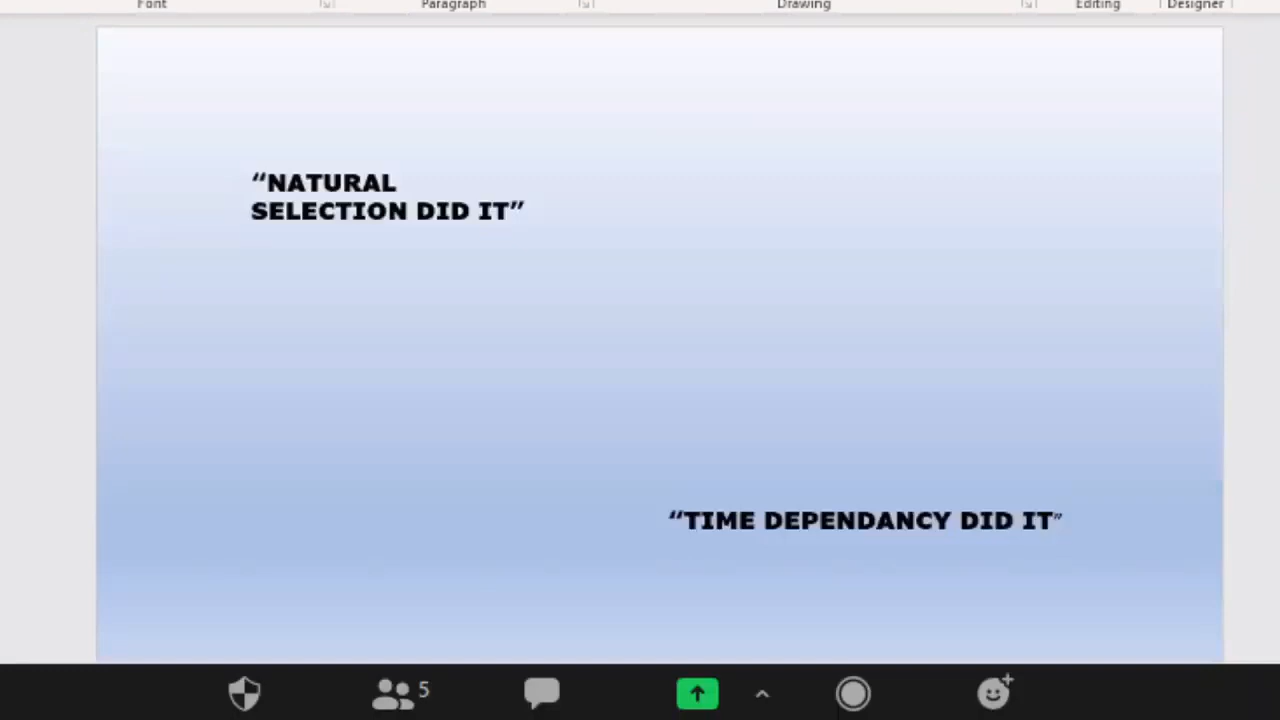 Font
Paragraph
Drawing
Editing
Designer
“NATURAL
SELECTION DID IT”
“TIME DEPENDANCY DID IT”
5